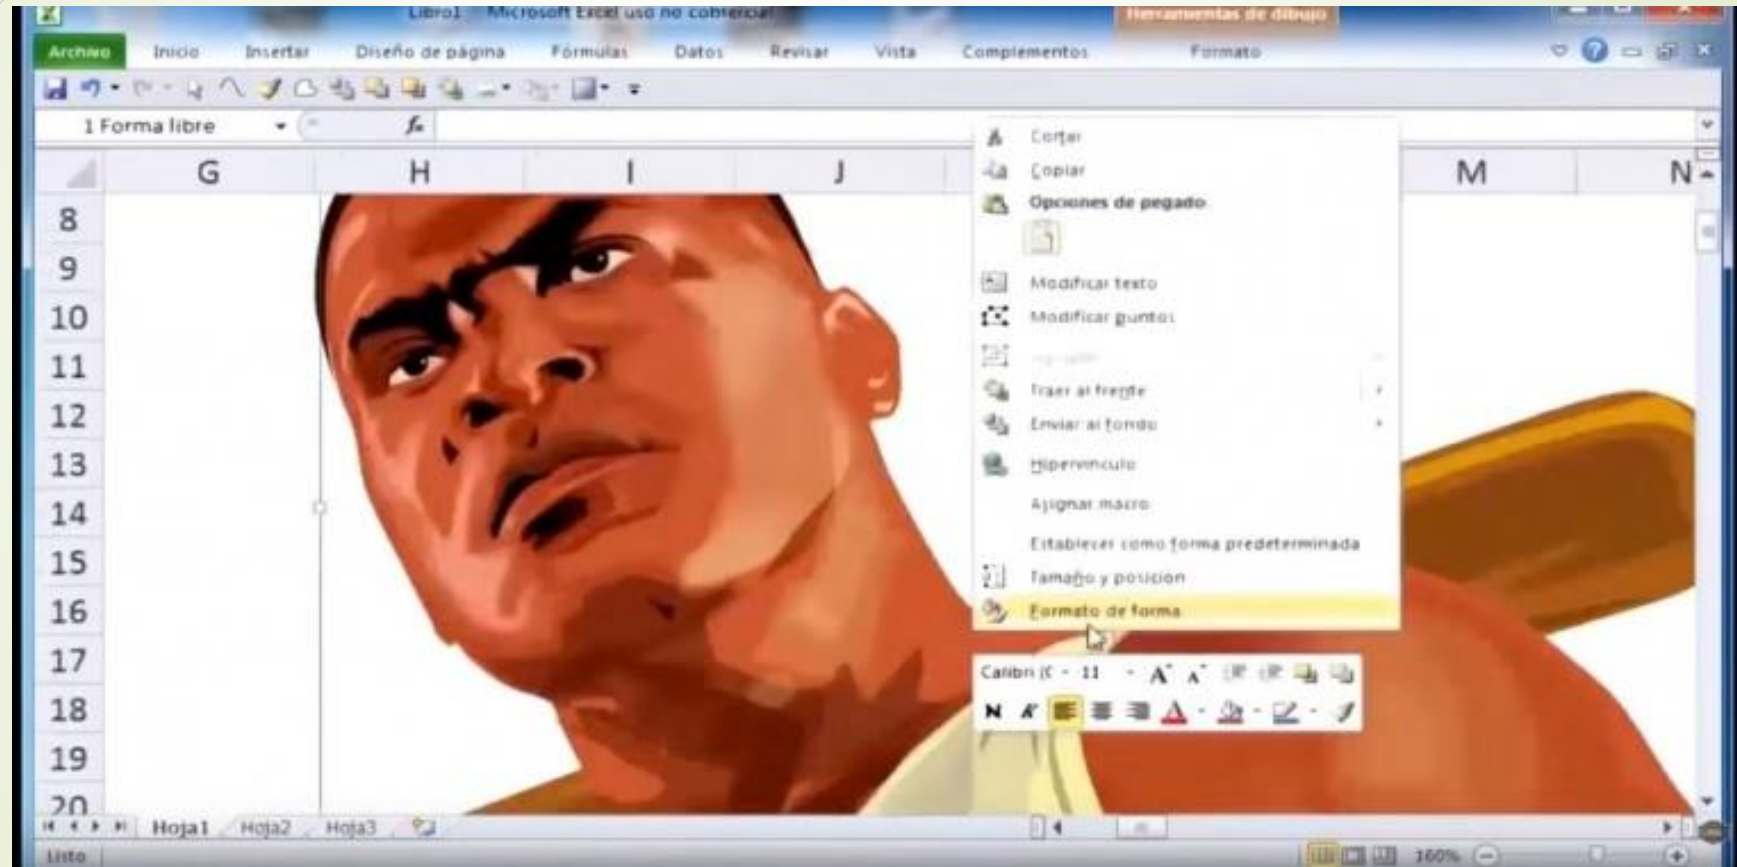 Libro1 - Microsoft Excel uso no comercial
Herramientas de dibujo
Archivo Inicio Insertar Diseño de página Fórmulas Datos Revisar Vista Complementos Formato
1 Forma libre fx
G H I J M N
8
9
10
11
12
13
14
15
16
17
18
19
20
Cortar
Copiar
Opciones de pegado
Modificar texto
Modificar puntos
Traer al frente
Enviar al fondo
Hipervínculo
Asignar macro
Establecer como forma predeterminada
Tamaño y posición
Formato de forma
Calibri (C 11 A A
N K A
Hoja1 Hoja2 Hoja3
Listo 160%